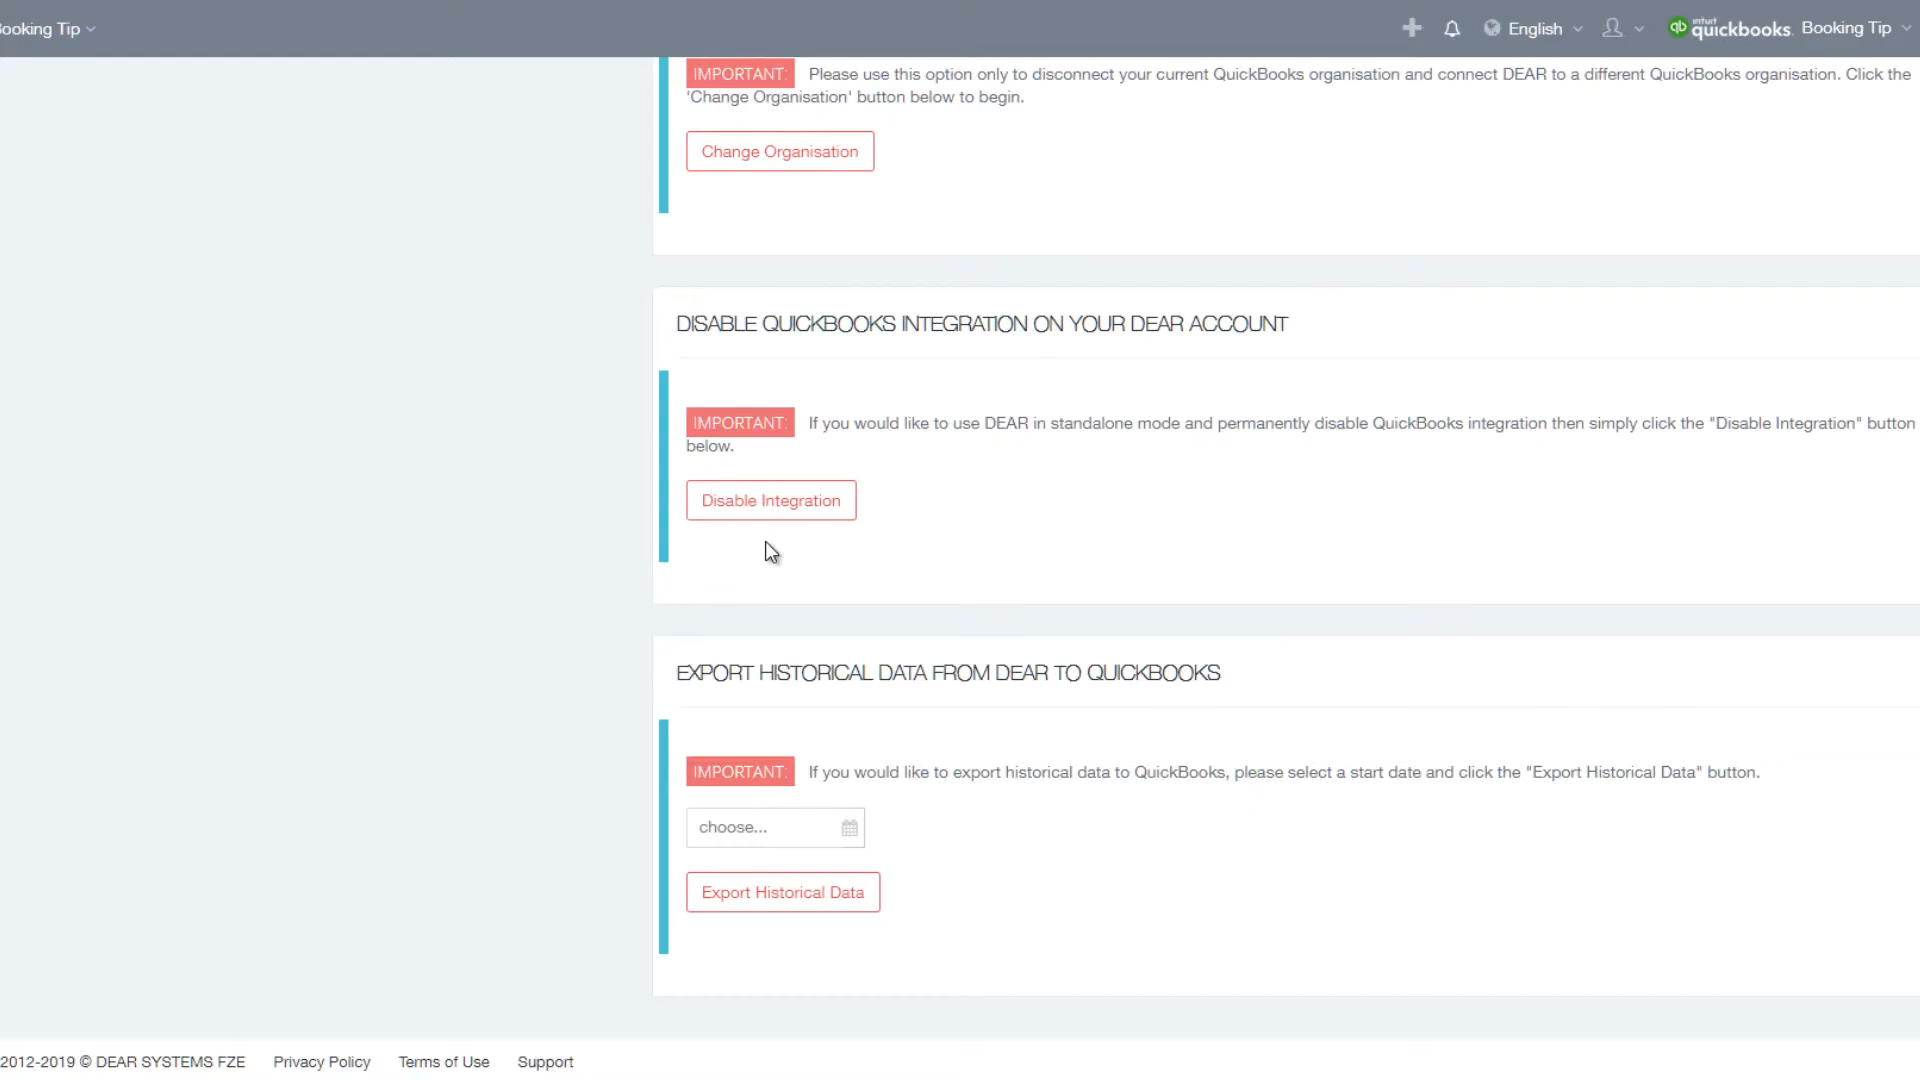 ooking Tip
English
qb intuit quickbooks. Booking Tip
IMPORTANT: Please use this option only to disconnect your current QuickBooks organisation and connect DEAR to a different QuickBooks organisation. Click the
'Change Organisation' button below to begin.
Change Organisation
DISABLE QUICKBOOKS INTEGRATION ON YOUR DEAR ACCOUNT
IMPORTANT: If you would like to use DEAR in standalone mode and permanently disable QuickBooks integration then simply click the "Disable Integration" button
below.
Disable Integration
EXPORT HISTORICAL DATA FROM DEAR TO QUICKBOOKS
IMPORTANT: If you would like to export historical data to QuickBooks, please select a start date and click the "Export Historical Data" button.
choose...
Export Historical Data
2012-2019 © DEAR SYSTEMS FZE Privacy Policy Terms of Use Support